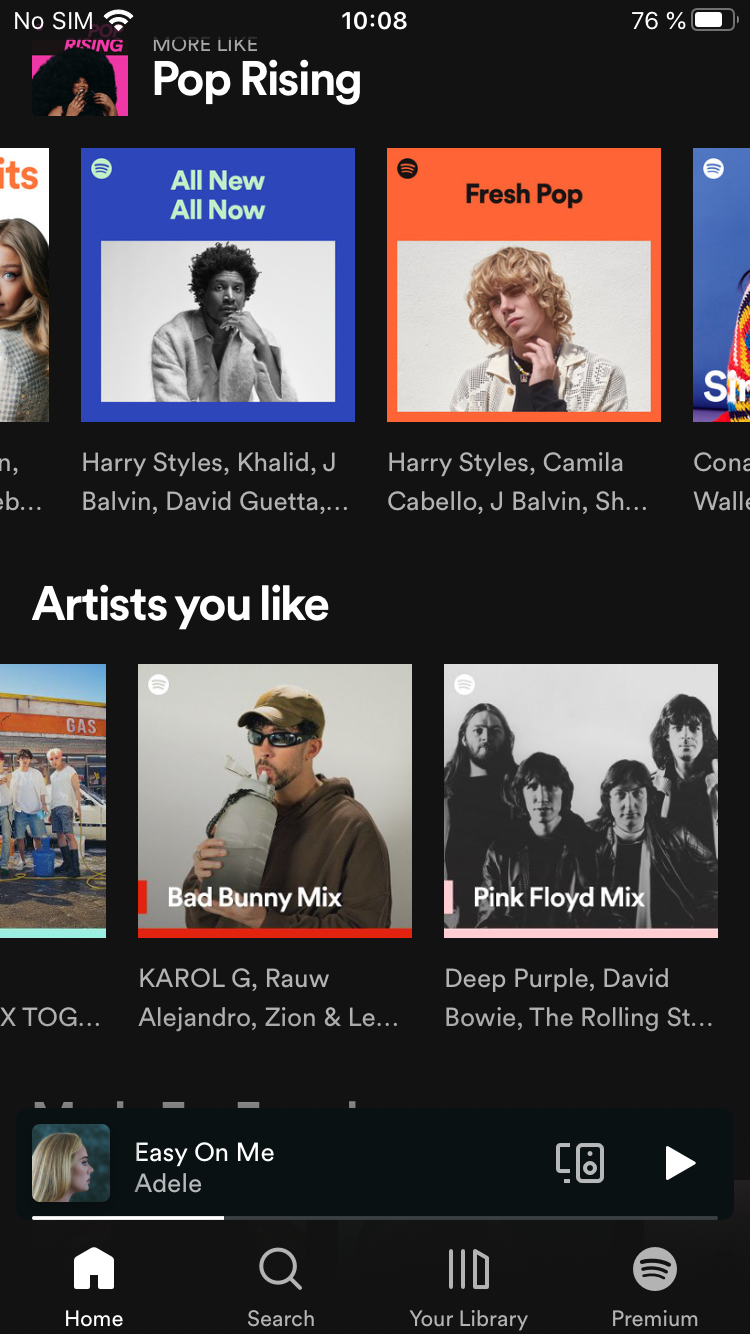 No SIM 10:08 76 %
POP
RISING
MORE LIKE
Pop Rising
its
All New
All Now
Fresh Pop
n,
eb...
Harry Styles, Khalid, J
Balvin, David Guetta,...
Harry Styles, Camila
Cabello, J Balvin, Sh...
Cona
Walle
Artists you like
GAS
Bad Bunny Mix
Pink Floyd Mix
X TOG...
KAROL G, Rauw
Alejandro, Zion & Le...
Deep Purple, David
Bowie, The Rolling St...
Easy On Me
Adele
Home
Search
Your Library
Premium